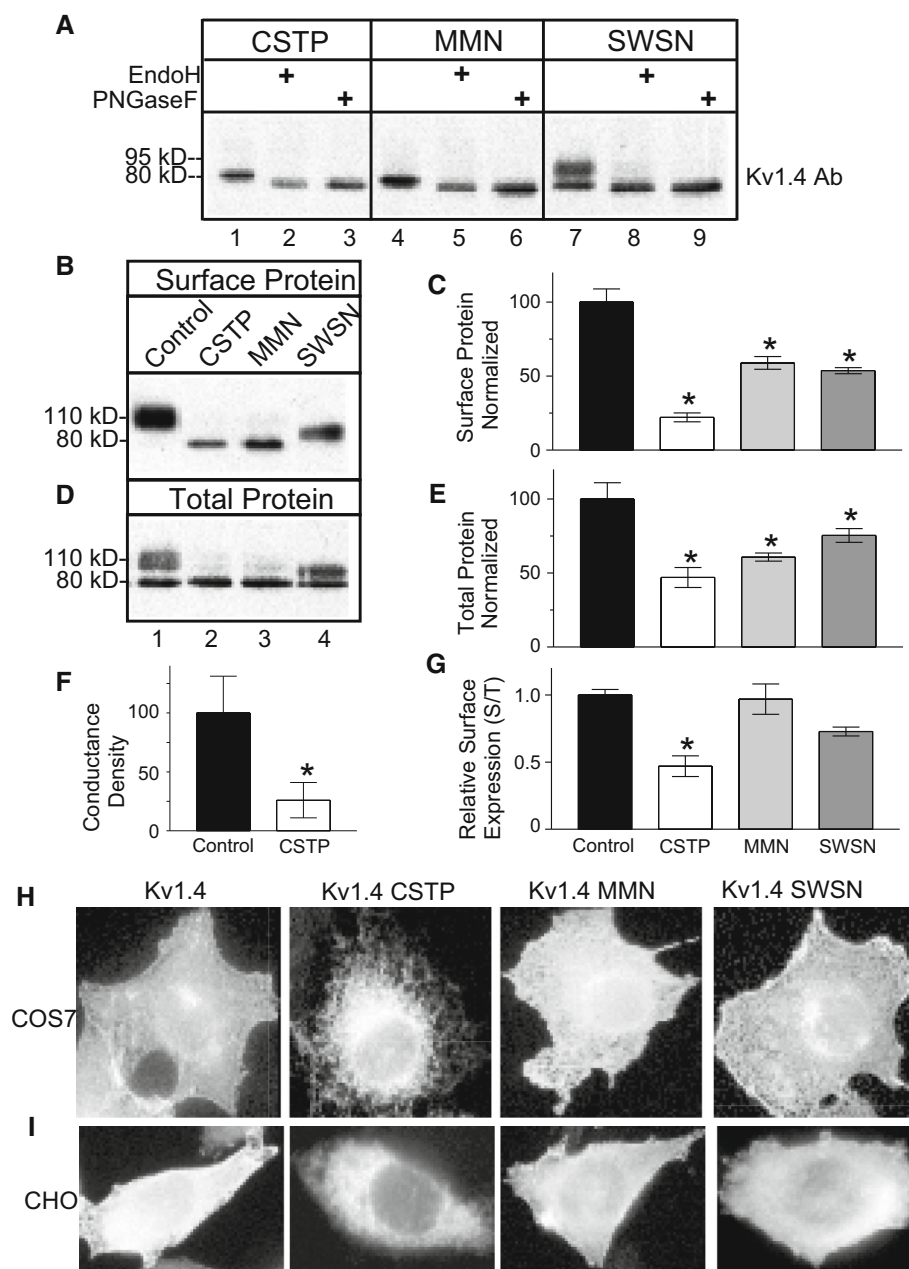 A
CSTP MMN SWSN
EndoH + + +
PNGaseF + + +
95 kD--
80 kD-
Kv1.4 Ab
1 2 3 4 5 6 7 8 9
B
Surface Protein
Control CSTP MMN SWSN
110 kD-
80 kD-
D
Total Protein
110 kD-
80 kD-
1 2 3 4
C
Surface Protein
Normalized
100
50
0
* * *
E
Total Protein
Normalized
100
50
0
* * *
F
Conductance
Density
100
50
0
*
Control CSTP
G
Relative Surface
Expression (S/T)
1.0
0.5
0
*
Control CSTP MMN SWSN
H
Kv1.4 Kv1.4 CSTP Kv1.4 MMN Kv1.4 SWSN
COS7
I
CHO